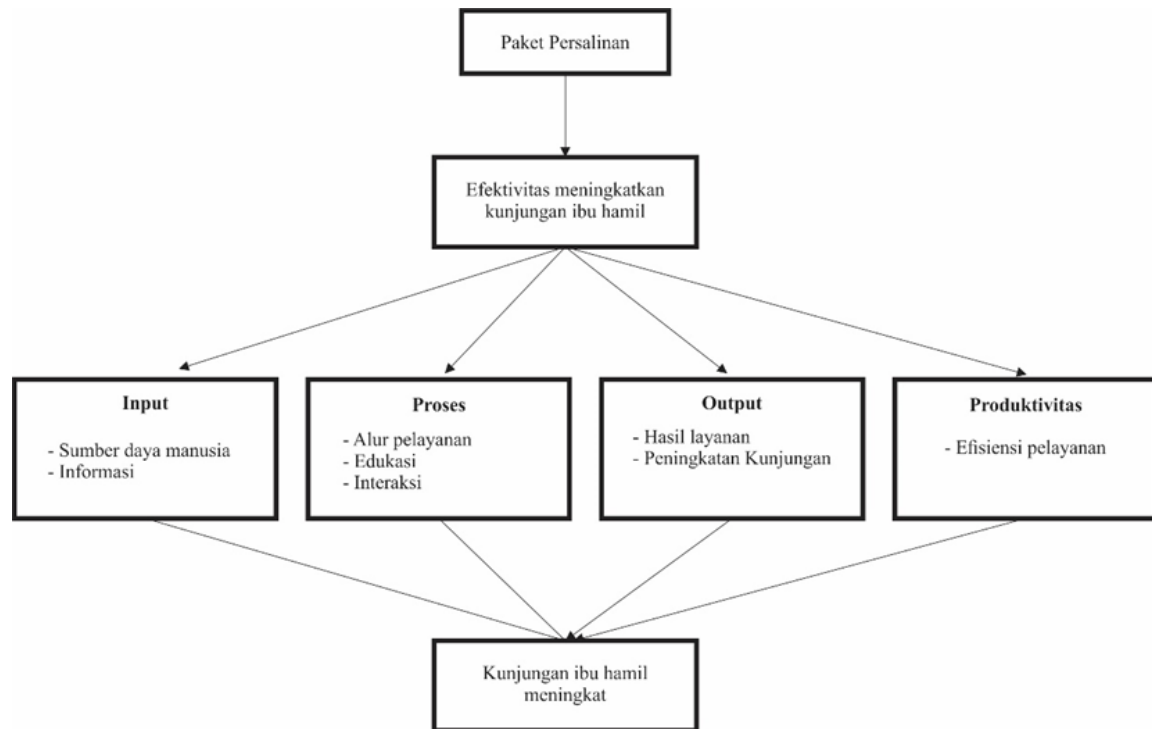 Paket Persalinan
Efektivitas meningkatkan
kunjungan ibu hamil
Input
- Sumber daya manusia
- Informasi
Proses
- Alur pelayanan
- Edukasi
- Interaksi
Output
- Hasil layanan
- Peningkatan Kunjungan
Produktivitas
- Efisiensi pelayanan
Kunjungan ibu hamil
meningkat